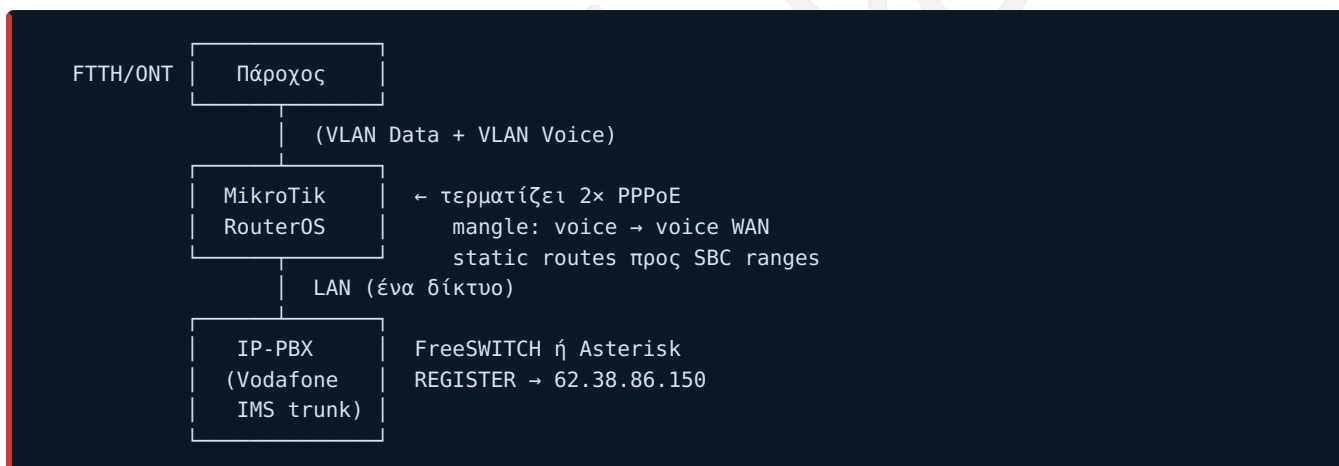 FTTH/ONT Πάροχος
(VLAN Data + VLAN Voice)
MikroTik ← τερματίζει 2× PPPoE
RouterOS mangle: voice → voice WAN
static routes προς SBC ranges
LAN (ένα δίκτυο)
IP-PBX FreeSWITCH ή Asterisk
(Vodafone REGISTER → 62.38.86.150
IMS trunk)